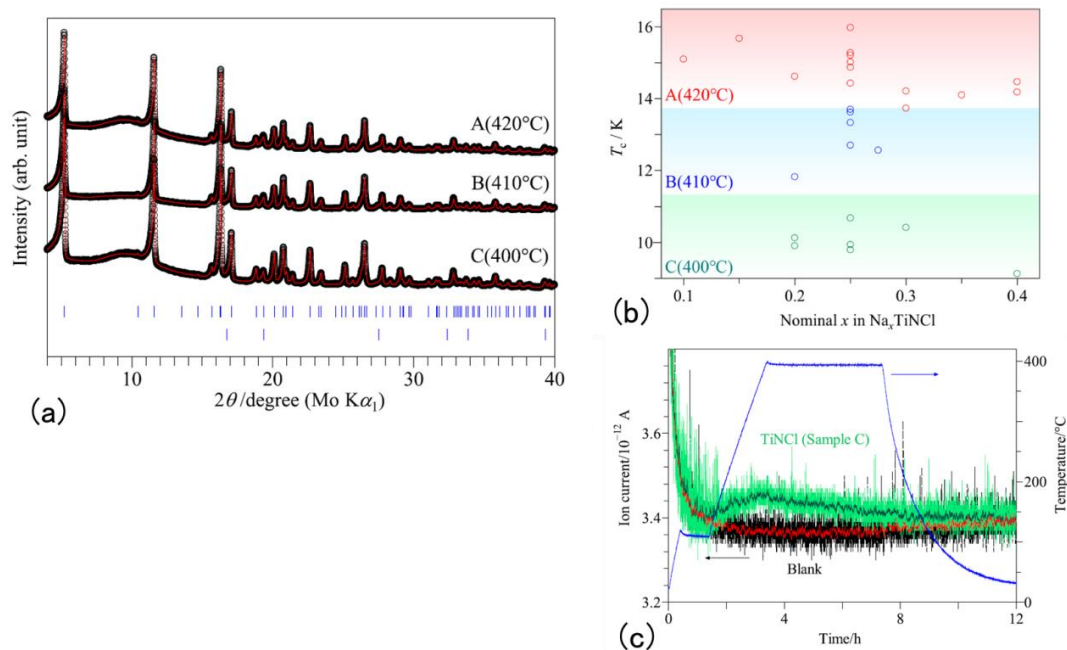 Intensity (arb. unit)
A(420°C)
B(410°C)
C(400°C)
10 20 30 40
2θ/degree (Mo Kα₁)
(a)
16
14
12
10
T_c / K
A(420°C)
B(410°C)
C(400°C)
0.1 0.2 0.3 0.4
Nominal x in NaₓTiNCl
(b)
Ion current/10⁻¹² A
3.6
3.4
3.2
TiNCl (Sample C)
Blank
400
200
0
Temperature/°C
0 4 8 12
Time/h
(c)